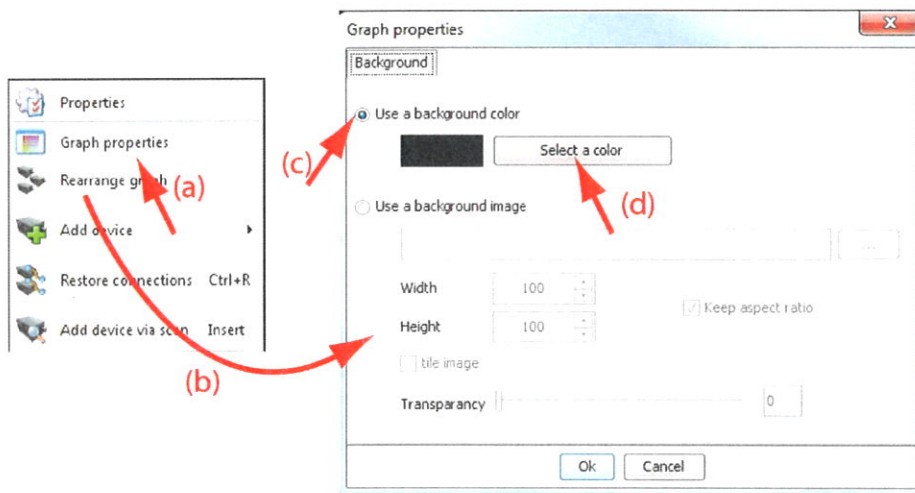 Properties
Graph properties
Rearrange graph
(a)
Add device
Restore connections Ctrl+R
Add device via scan Insert
(b)
Graph properties
X
Background
Use a background color
(c)
Select a color
(d)
Use a background image
...
Width 100
Keep aspect ratio
Height 100
tile image
Transparancy 0
Ok Cancel